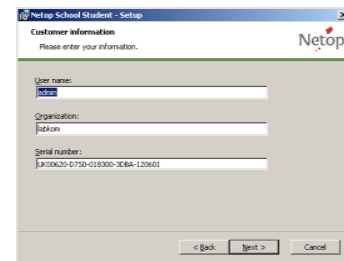 Netop School Student - Setup
Customer information
Please enter your information.
Netop
User name:
admin
Organization:
labkom
Serial number:
UK00620-D7S0-018300-3DBA-120601
< Back
Next >
Cancel